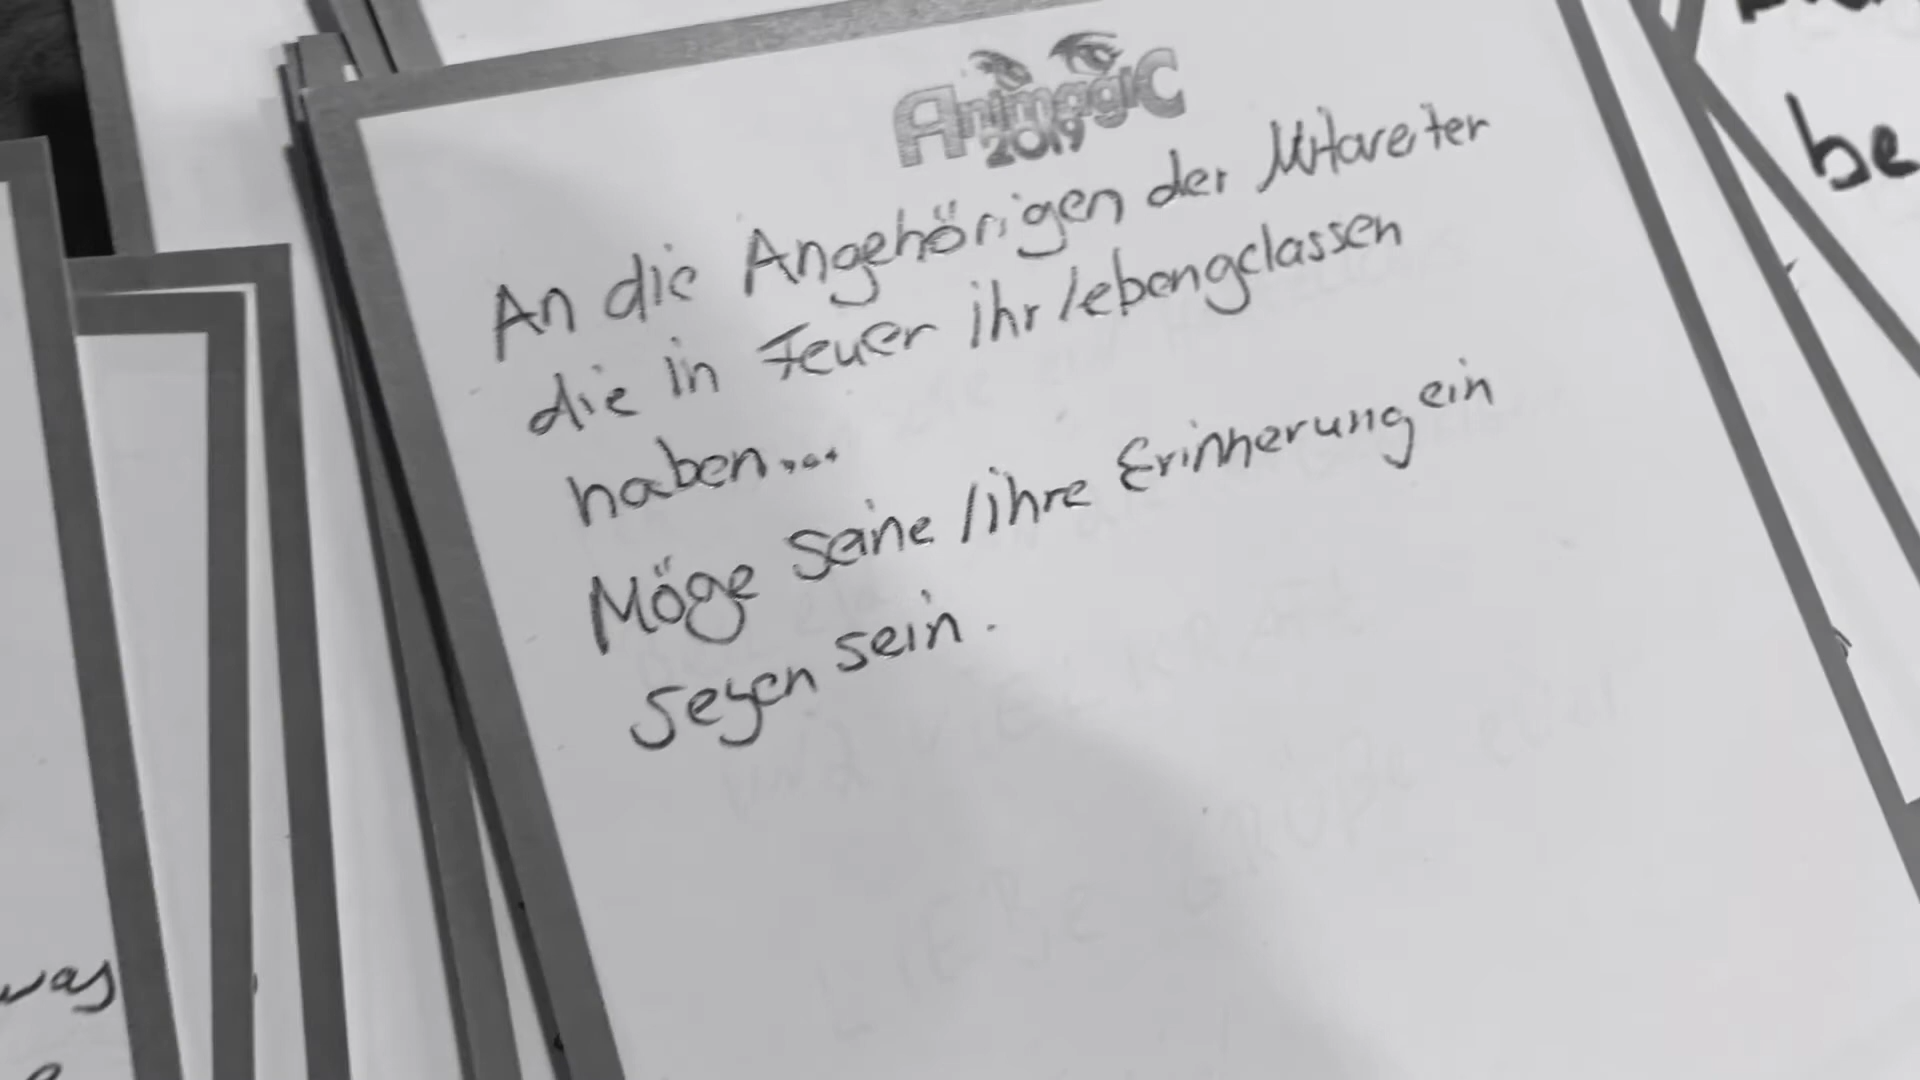 AnimagiC
2019
An die Angehörigen der Mitareiter
die in Feuer ihr lebengelassen
haben...
Möge seine/ihre Erinnerung ein
segen sein.
be
was